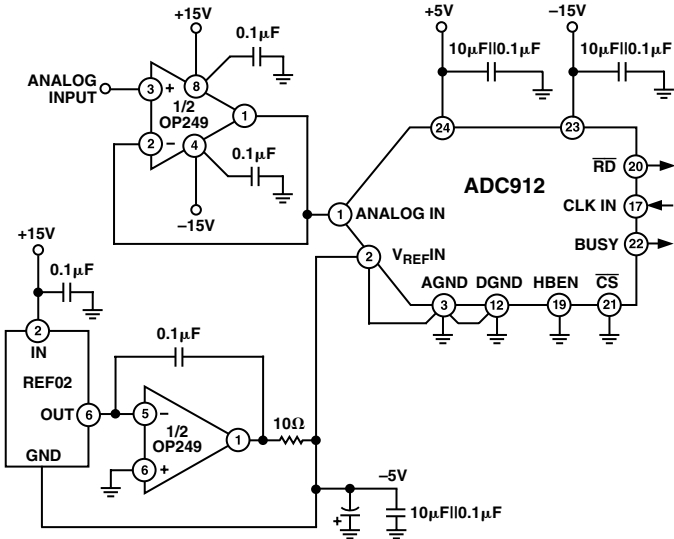 +15V
0.1µF
ANALOG
INPUT
3
+
8
1/2
OP249
1
2
–
4
0.1µF
–15V
+5V
–15V
10µF||0.1µF
10µF||0.1µF
24
23
ADC912
RD
20
CLK IN
17
BUSY
22
1
ANALOG IN
2
VREFIN
AGND
DGND
HBEN
CS
3
12
19
21
+15V
0.1µF
2
IN
REF02
OUT
6
GND
0.1µF
5
–
1/2
OP249
1
6
+
10Ω
–5V
+
10µF||0.1µF